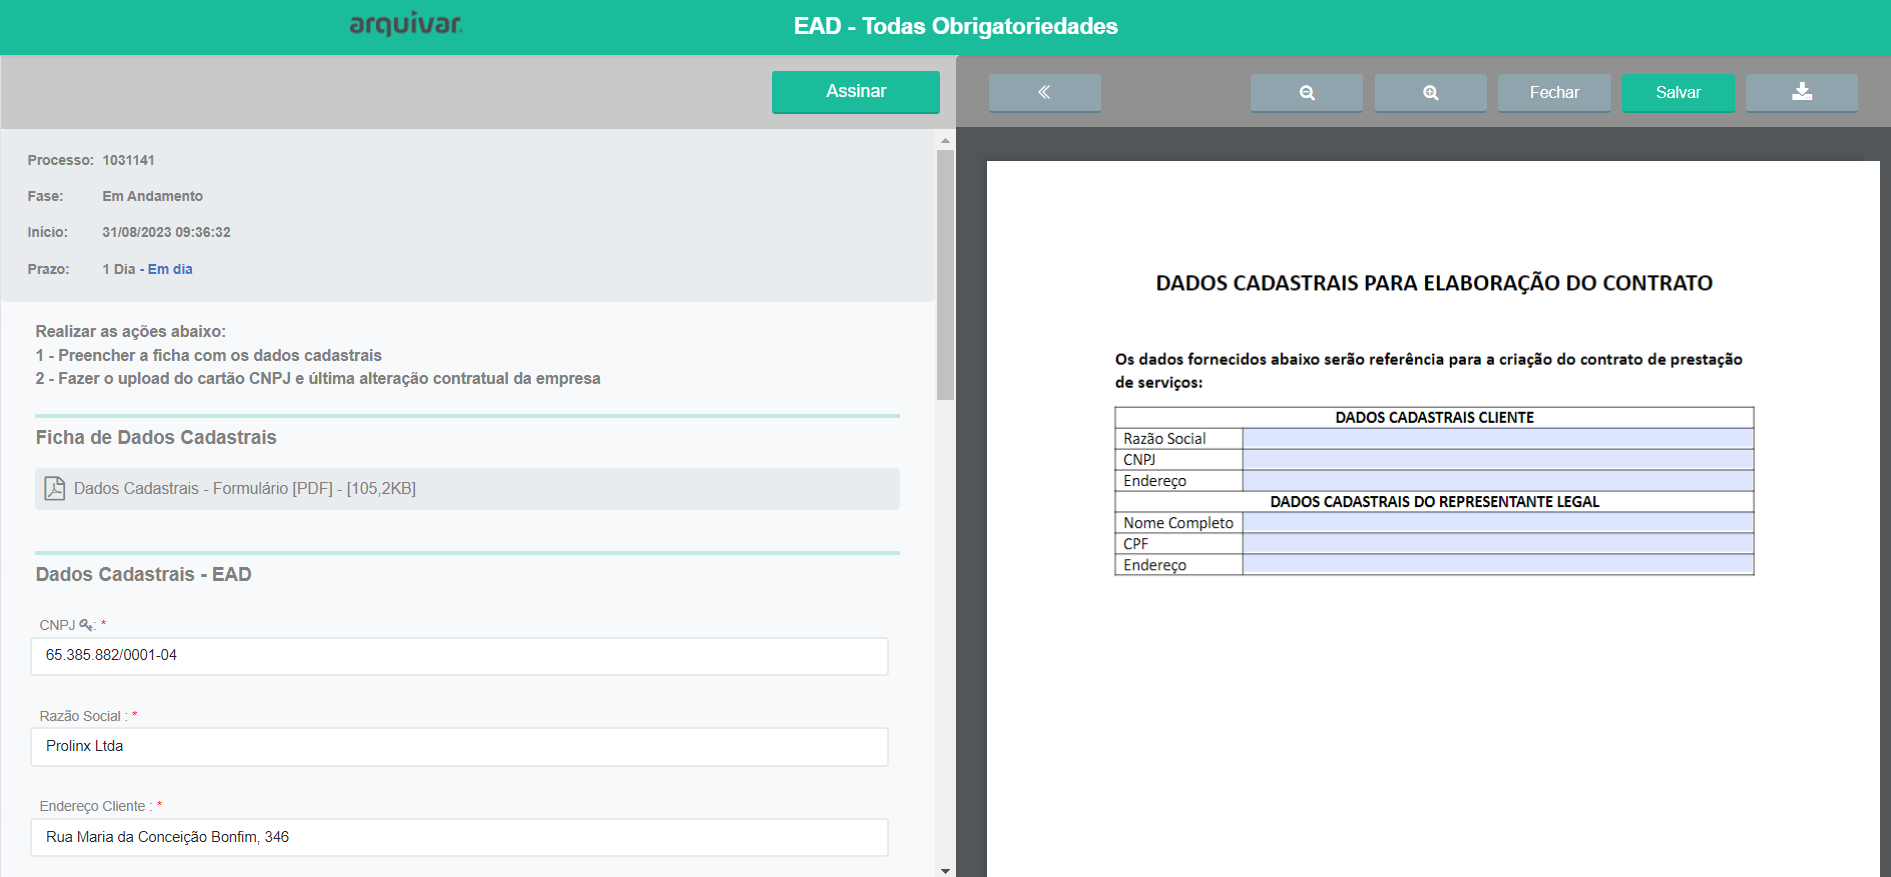 arquivar
EAD - Todas Obrigatoriedades
Assinar
Fechar
Salvar
Processo: 1031141
Fase: Em Andamento
Início: 31/08/2023 09:36:32
Prazo: 1 Dia - Em dia
Realizar as ações abaixo:
1 - Preencher a ficha com os dados cadastrais
2 - Fazer o upload do cartão CNPJ e última alteração contratual da empresa
Ficha de Dados Cadastrais
Dados Cadastrais - Formulário [PDF] - [105,2KB]
Dados Cadastrais - EAD
CNPJ : *
65.385.882/0001-04
Razão Social : *
Prolinx Ltda
Endereço Cliente : *
Rua Maria da Conceição Bonfim, 346
DADOS CADASTRAIS PARA ELABORAÇÃO DO CONTRATO
Os dados fornecidos abaixo serão referência para a criação do contrato de prestação
de serviços:
DADOS CADASTRAIS CLIENTE
Razão Social
CNPJ
Endereço
DADOS CADASTRAIS DO REPRESENTANTE LEGAL
Nome Completo
CPF
Endereço